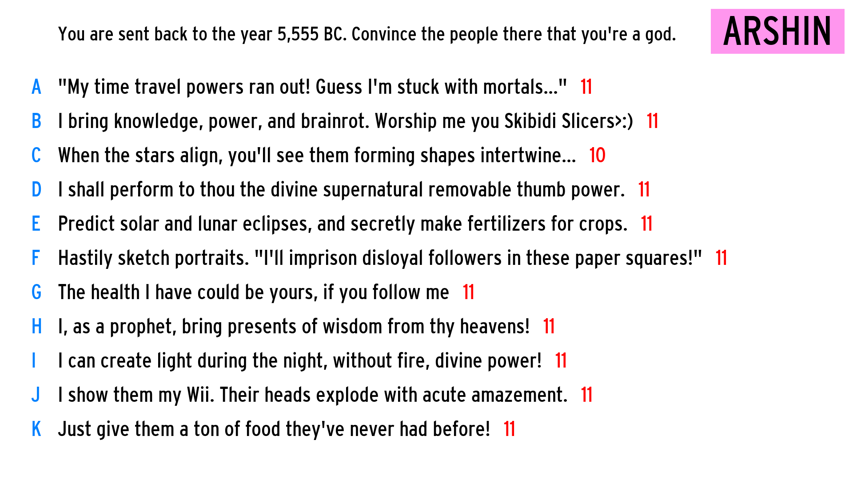 You are sent back to the year 5,555 BC. Convince the people there that you're a god.
ARSHIN
A "My time travel powers ran out! Guess I'm stuck with mortals..." 11
B I bring knowledge, power, and brainrot. Worship me you Skibidi Slicers>:) 11
C When the stars align, you'll see them forming shapes intertwine... 10
D I shall perform to thou the divine supernatural removable thumb power. 11
E Predict solar and lunar eclipses, and secretly make fertilizers for crops. 11
F Hastily sketch portraits. "I'll imprison disloyal followers in these paper squares!" 11
G The health I have could be yours, if you follow me 11
H I, as a prophet, bring presents of wisdom from thy heavens! 11
I I can create light during the night, without fire, divine power! 11
J I show them my Wii. Their heads explode with acute amazement. 11
K Just give them a ton of food they've never had before! 11